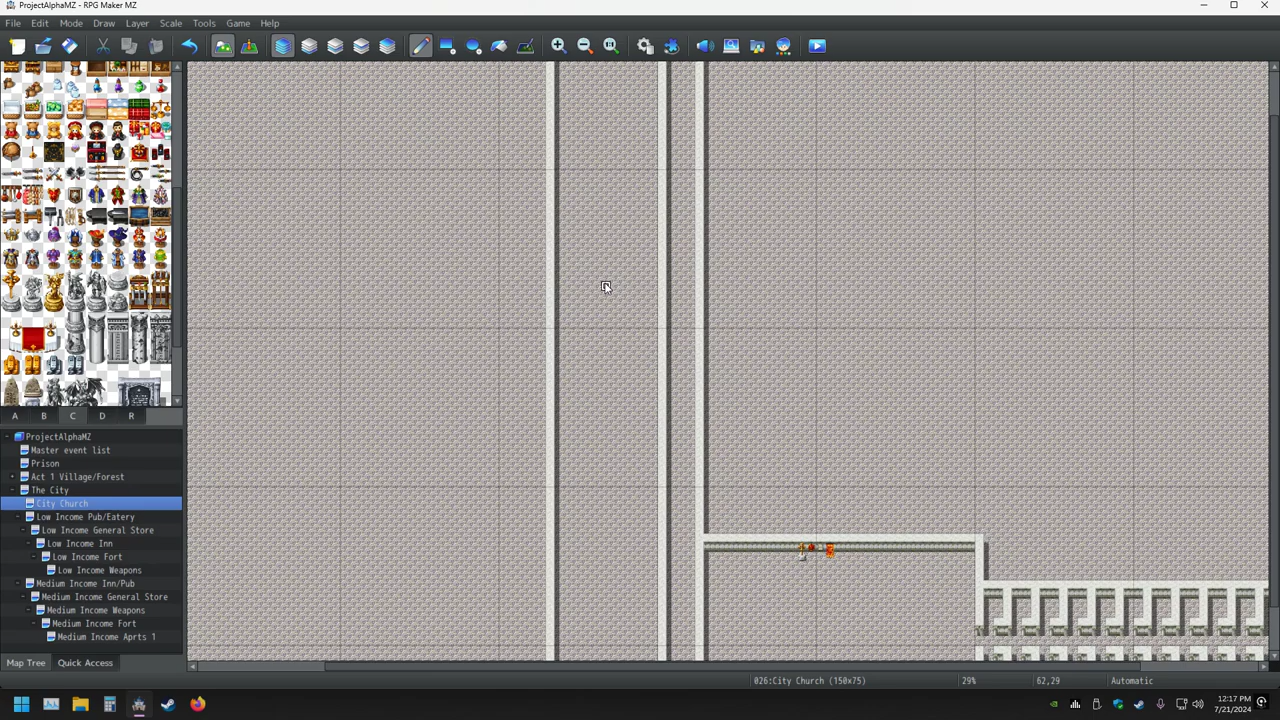 ProjectAlphaMZ - RPG Maker MZ
File Edit Mode Draw Layer Scale Tools Game Help
A B C D R
ProjectAlphaMZ
Master event list
Prison
Act 1 Village/Forest
The City
City Church
Low Income Pub/Eatery
Low Income General Store
Low Income Inn
Low Income Fort
Low Income Weapons
Medium Income Inn/Pub
Medium Income General Store
Medium Income Weapons
Medium Income Fort
Medium Income Aprts 1
Map Tree Quick Access
026:City Church (150x75) 29% 62,29 Automatic
12:17 PM
7/21/2024